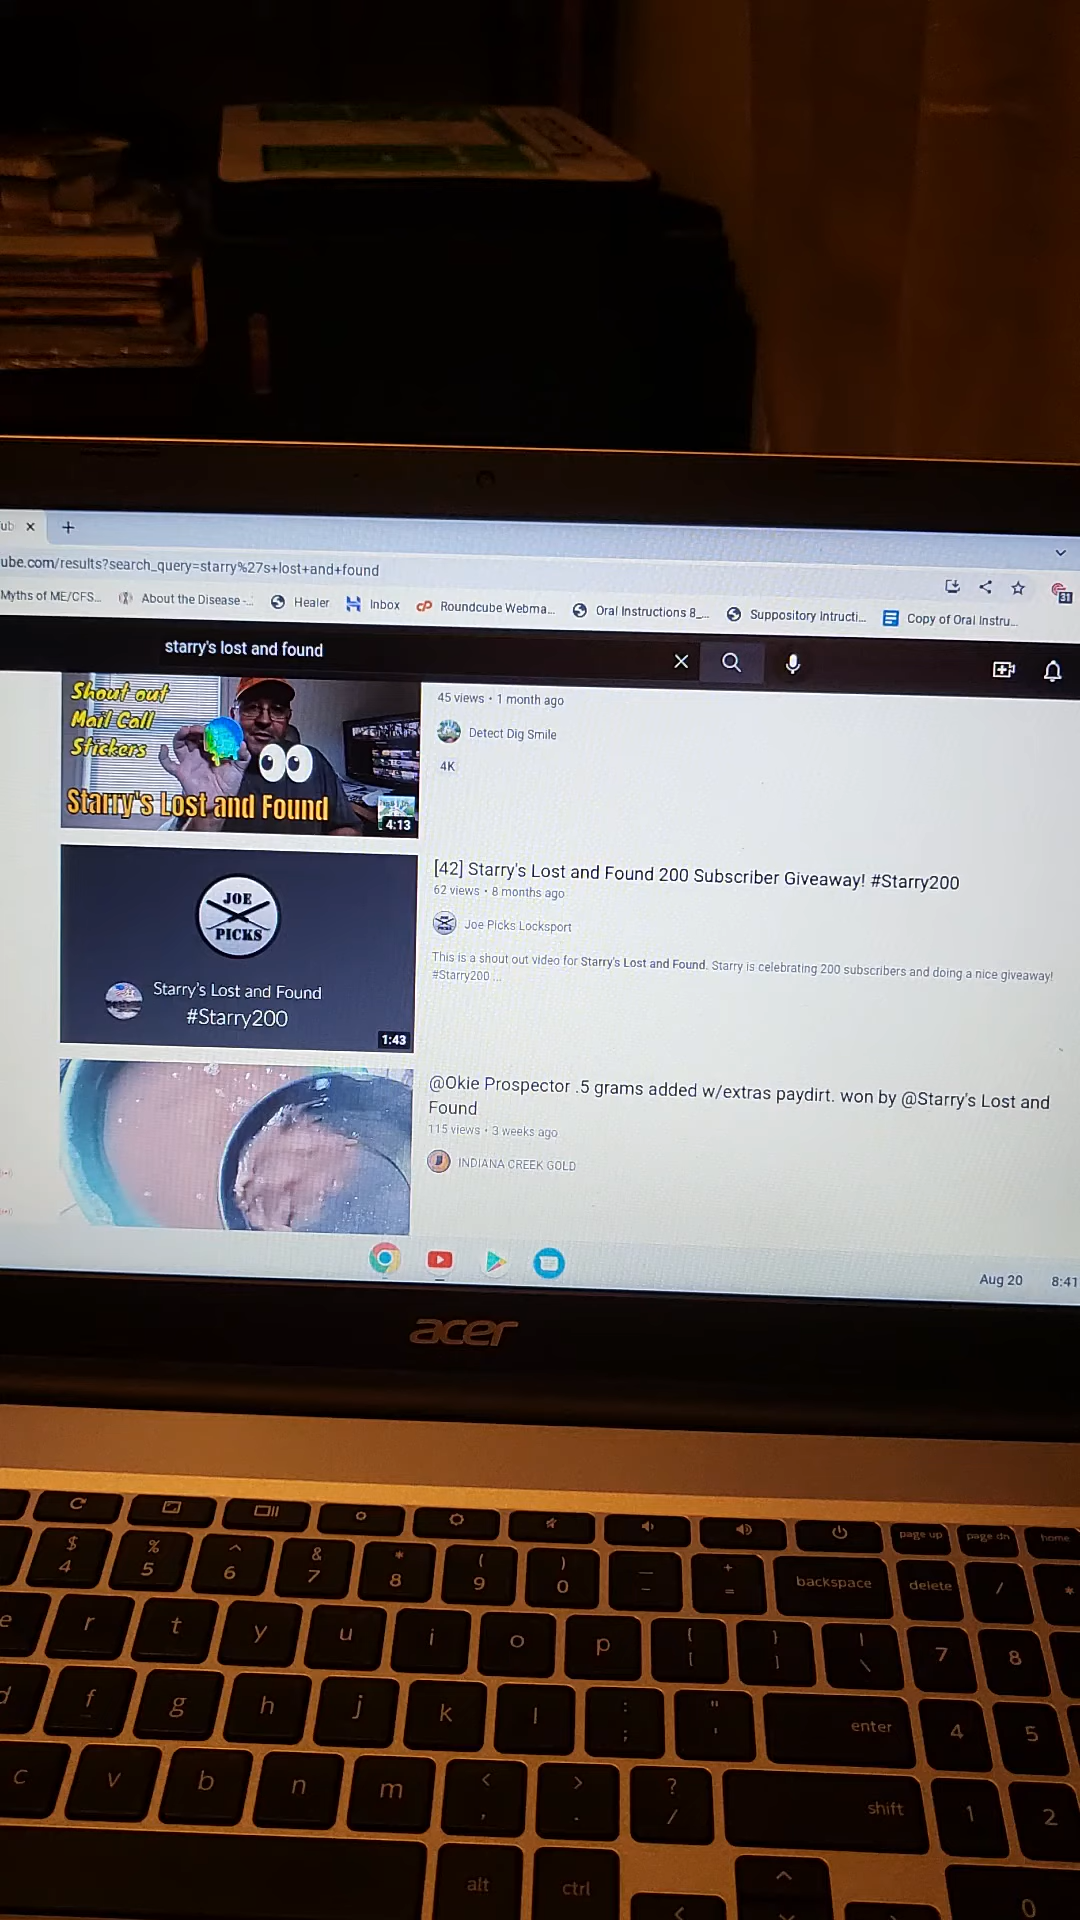 ub
ube.com/results?search_query=starry%27s+lost+and+found
Myths of ME/CFS...
About the Disease -...
Healer
Inbox
cP Roundcube Webma...
Oral Instructions 8_...
Suppository Intructi...
Copy of Oral Instru...
31
starry's lost and found
Shout out
Mail Call
Stickers
Starry's Lost and Found
4:13
45 views • 1 month ago
Detect Dig Smile
4K
JOE
PICKS
Starry's Lost and Found
#Starry200
1:43
[42] Starry's Lost and Found 200 Subscriber Giveaway! #Starry200
62 views • 8 months ago
Joe Picks Locksport
This is a shout out video for Starry's Lost and Found. Starry is celebrating 200 subscribers and doing a nice giveaway!
#Starry200 ...
@Okie Prospector .5 grams added w/extras paydirt. won by @Starry's Lost and
Found
115 views • 3 weeks ago
INDIANA CREEK GOLD
Aug 20 8:41
acer
page up page dn home
$ % ^ & * ( ) _ +
4 5 6 7 8 9 0 - = backspace delete / *
e r t y u i o p { [ } ] | \ 7 8
d f g h j k l : ; " ' enter 4 5
c v b n m < , > . ? / shift 1 2
alt ctrl 0